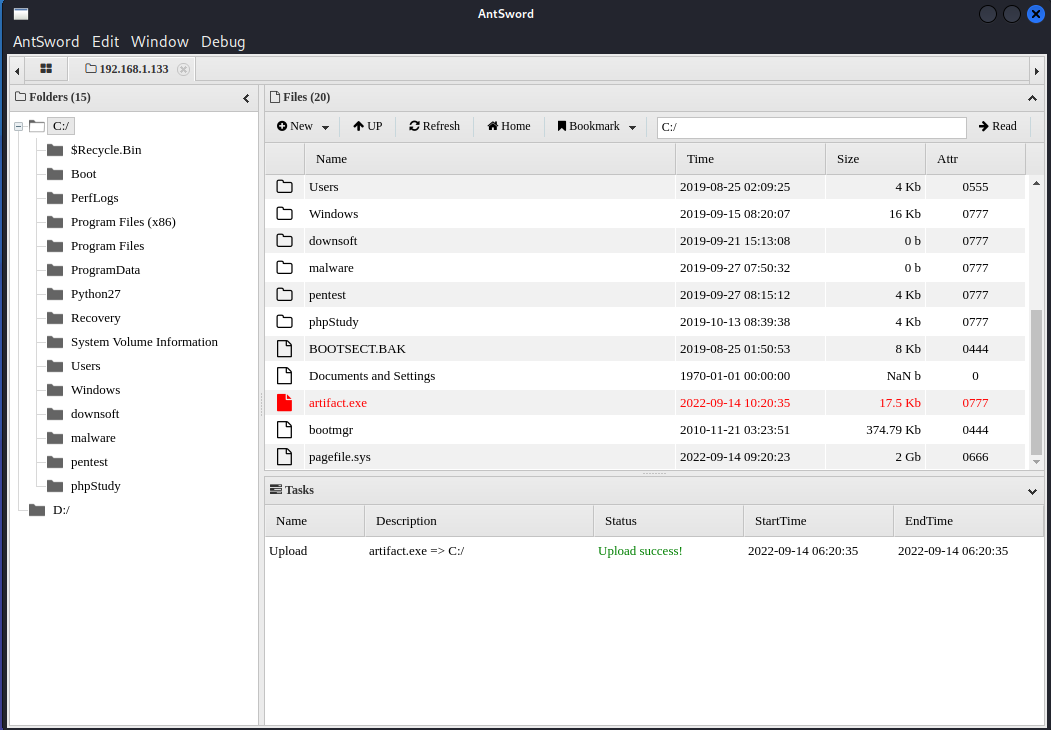 AntSword
AntSword Edit Window Debug
192.168.1.133
Folders (15)
C:/
$Recycle.Bin
Boot
PerfLogs
Program Files (x86)
Program Files
ProgramData
Python27
Recovery
System Volume Information
Users
Windows
downsoft
malware
pentest
phpStudy
D:/
Files (20)
New UP Refresh Home Bookmark C:/ Read
Name Time Size Attr
Users 2019-08-25 02:09:25 4 Kb 0555
Windows 2019-09-15 08:20:07 16 Kb 0777
downsoft 2019-09-21 15:13:08 0 b 0777
malware 2019-09-27 07:50:32 0 b 0777
pentest 2019-09-27 08:15:12 4 Kb 0777
phpStudy 2019-10-13 08:39:38 4 Kb 0777
BOOTSECT.BAK 2019-08-25 01:50:53 8 Kb 0444
Documents and Settings 1970-01-01 00:00:00 NaN b 0
artifact.exe 2022-09-14 10:20:35 17.5 Kb 0777
bootmgr 2010-11-21 03:23:51 374.79 Kb 0444
pagefile.sys 2022-09-14 09:20:23 2 Gb 0666
Tasks
Name Description Status StartTime EndTime
Upload artifact.exe => C:/ Upload success! 2022-09-14 06:20:35 2022-09-14 06:20:35